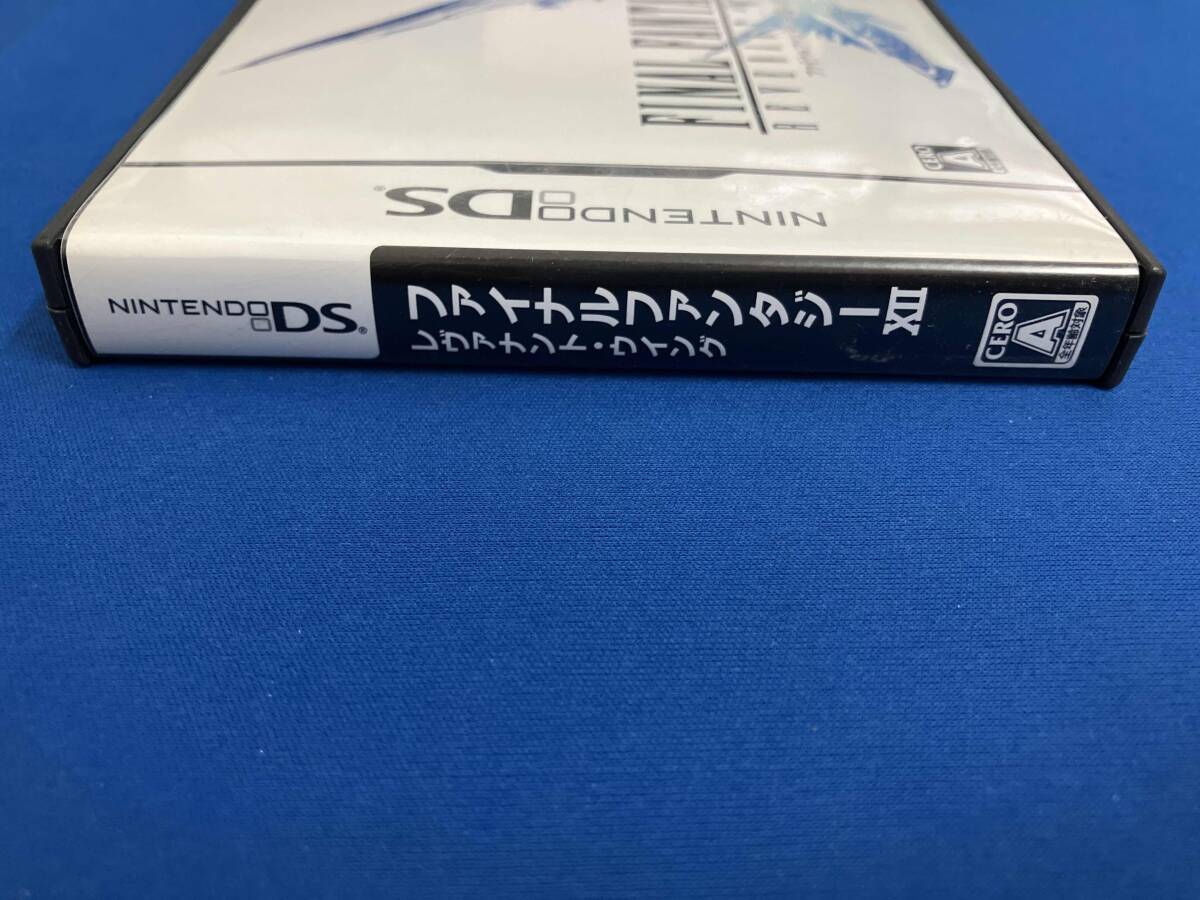 FINAL FANTA
CERO
A
NINTENDO DS
NINTENDO DS
ファイナルファンタジーXII
レヴァナント・ウイング
CERO
A
全年齢対象